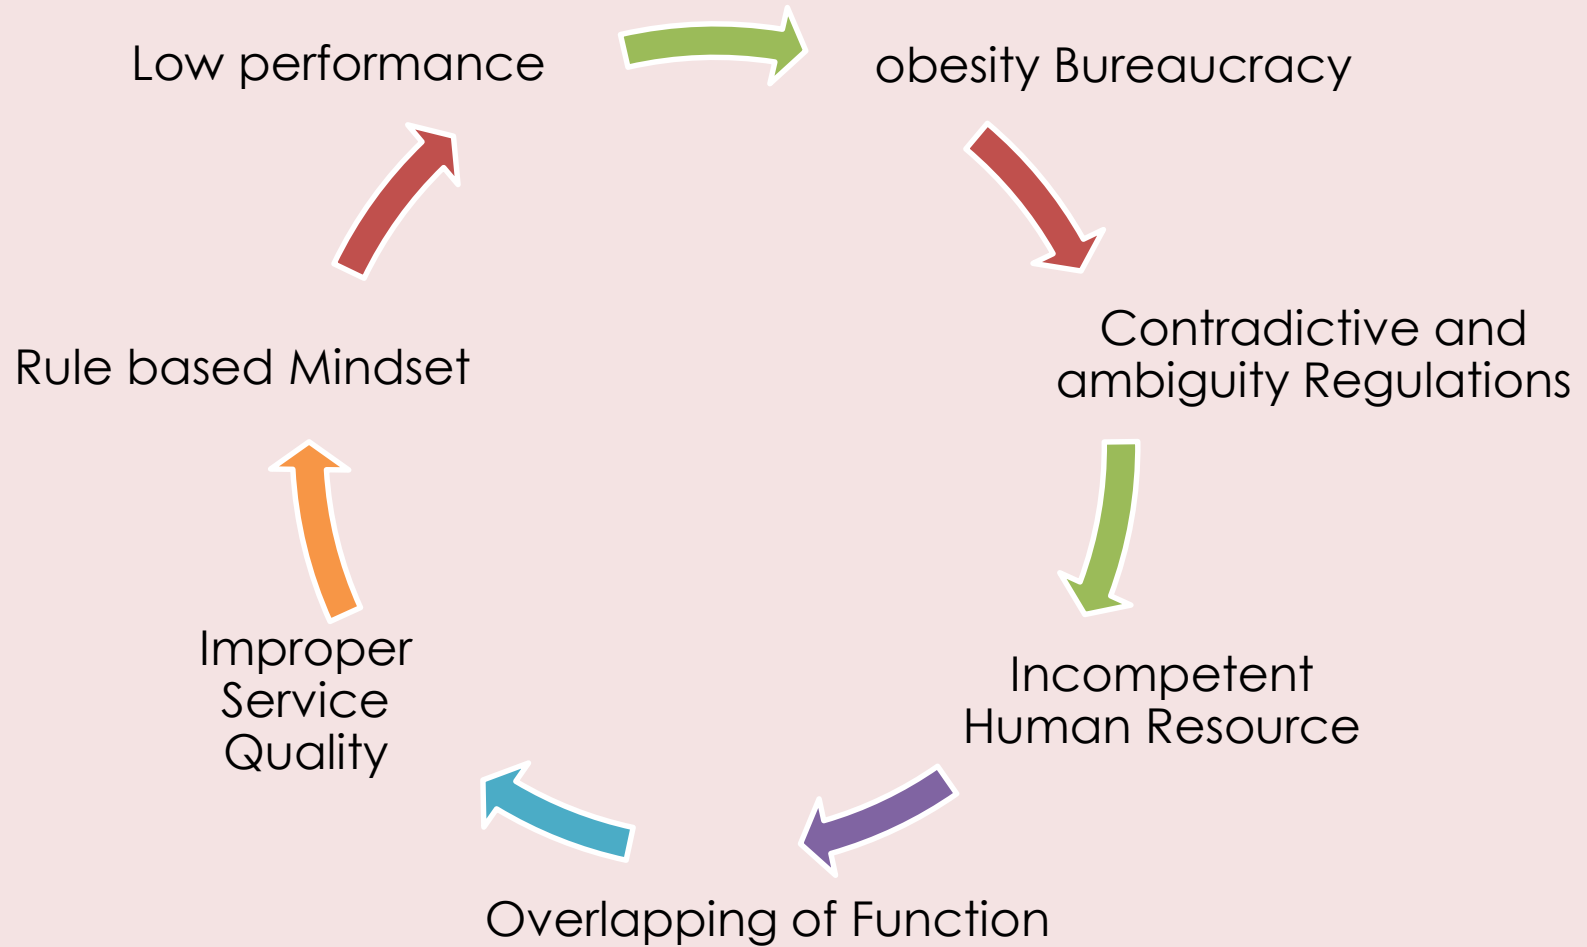 Low performance
obesity Bureaucracy
Contradictive and
ambiguity Regulations
Incompetent
Human Resource
Overlapping of Function
Improper
Service
Quality
Rule based Mindset